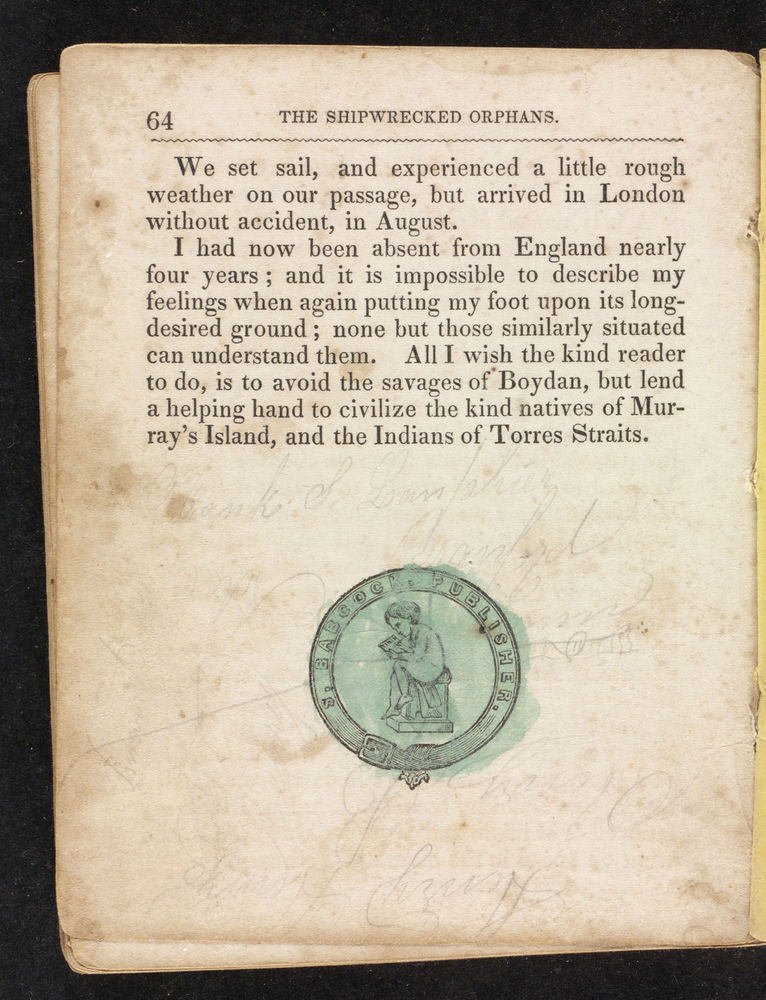 64 THE SHIPWRECKED ORPHANS.
We set sail, and experienced a little rough
weather on our passage, but arrived in London
without accident, in August.
I had now been absent from England nearly
four years ; and it is impossible to describe my
feelings when again putting my foot upon its long-
desired ground ; none but those similarly situated
can understand them. All I wish the kind reader
to do, is to avoid the savages of Boydan, but lend
a helping hand to civilize the kind natives of Mur-
ray's Island, and the Indians of Torres Straits.
S. BABCOCK. PUBLISHER.